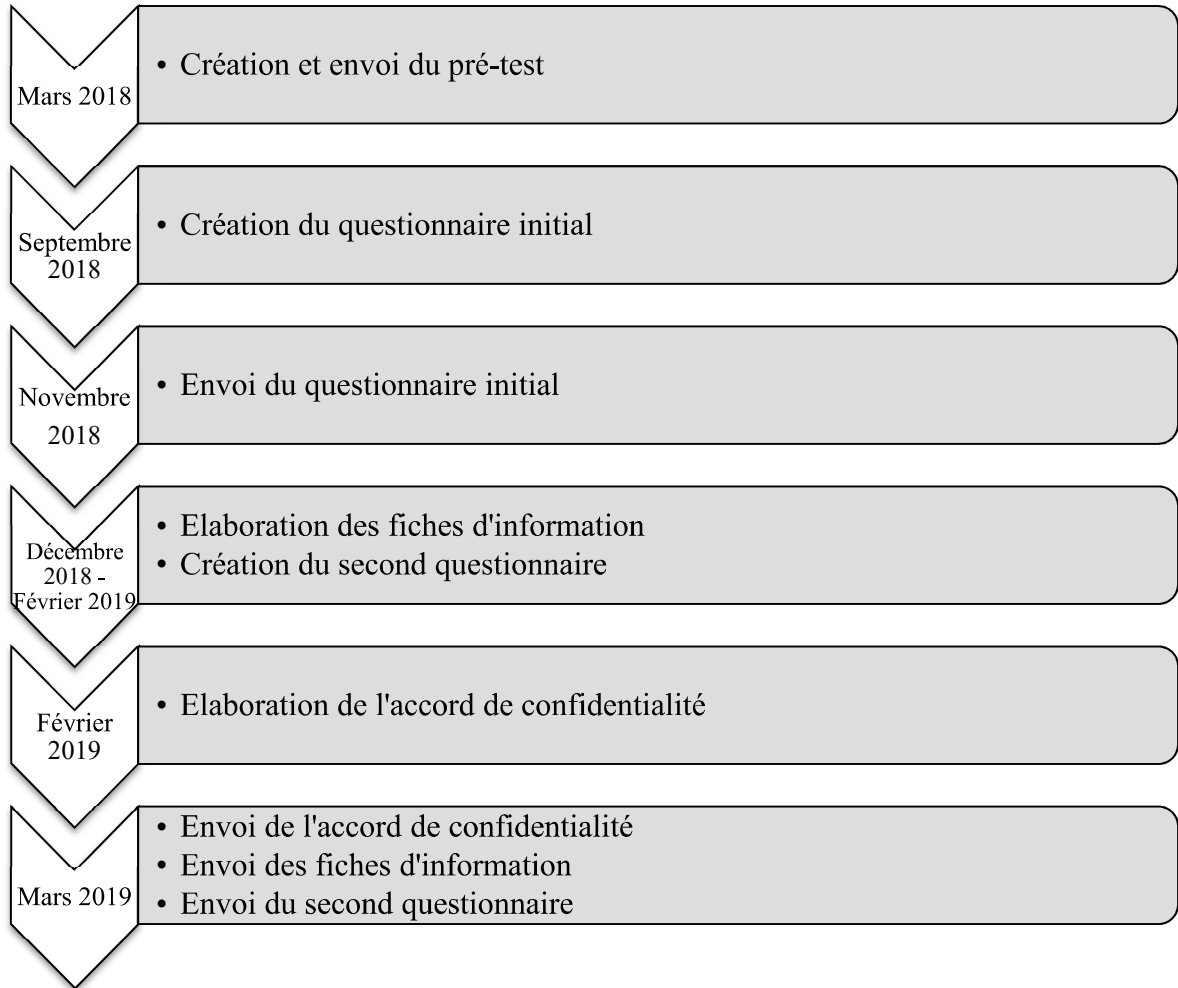 Mars 2018
• Création et envoi du pré-test
Septembre
2018
• Création du questionnaire initial
Novembre
2018
• Envoi du questionnaire initial
Décembre
2018 -
Février 2019
• Elaboration des fiches d'information
• Création du second questionnaire
Février
2019
• Elaboration de l'accord de confidentialité
Mars 2019
• Envoi de l'accord de confidentialité
• Envoi des fiches d'information
• Envoi du second questionnaire